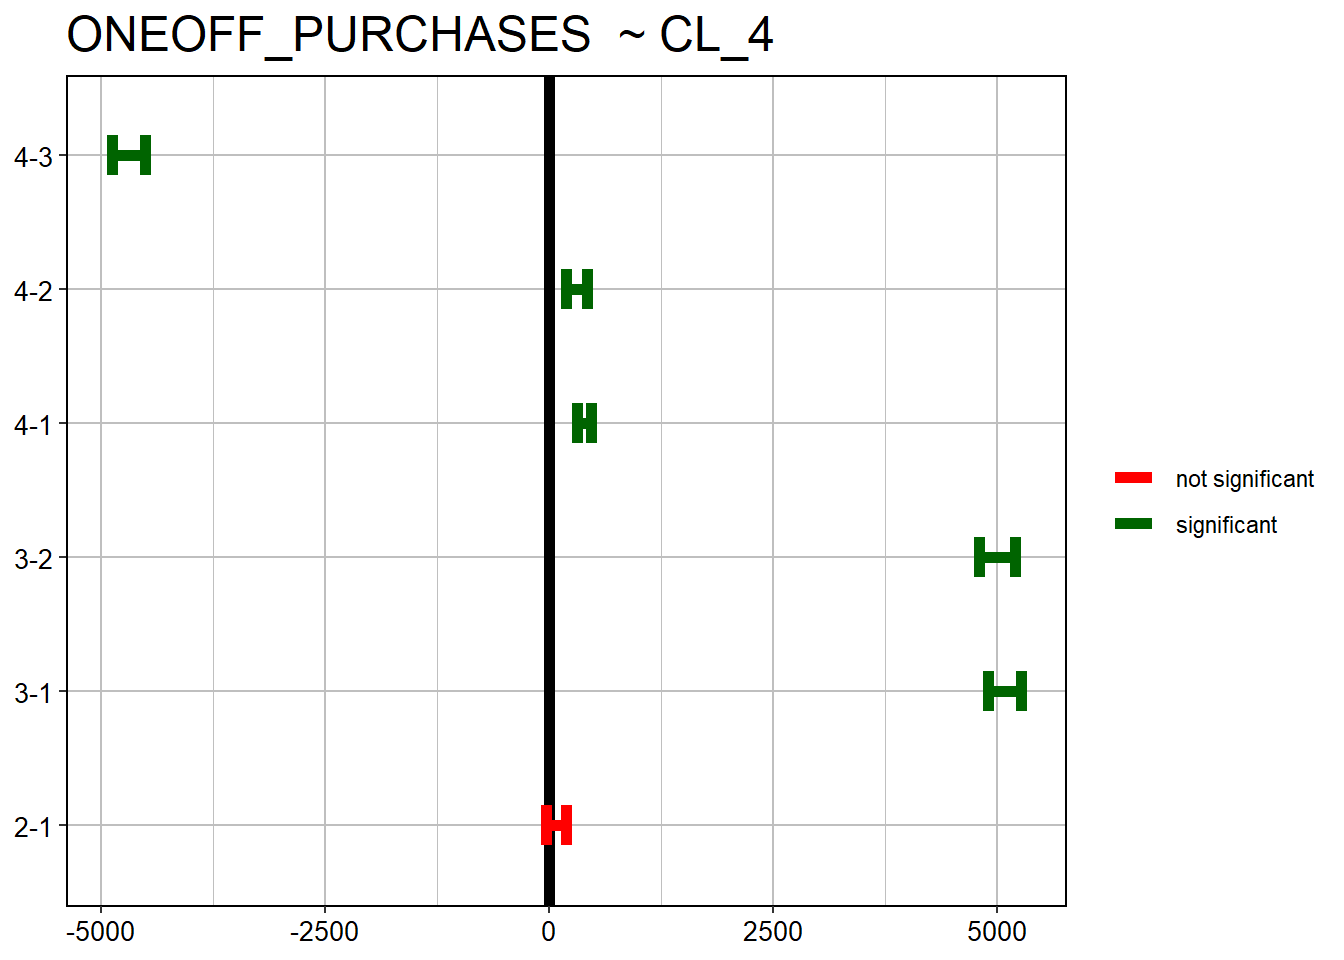 ONEOFF_PURCHASES ~ CL_4
4-3
4-2
4-1
3-2
3-1
2-1
-5000 -2500 0 2500 5000
not significant
significant